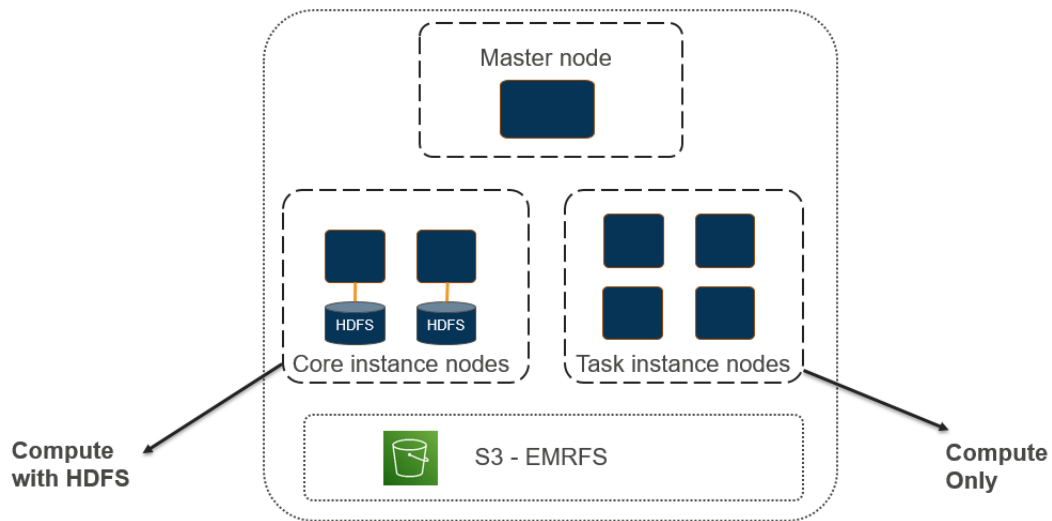 Master node
HDFS
HDFS
Core instance nodes
Task instance nodes
Compute
with HDFS
S3 - EMRFS
Compute
Only